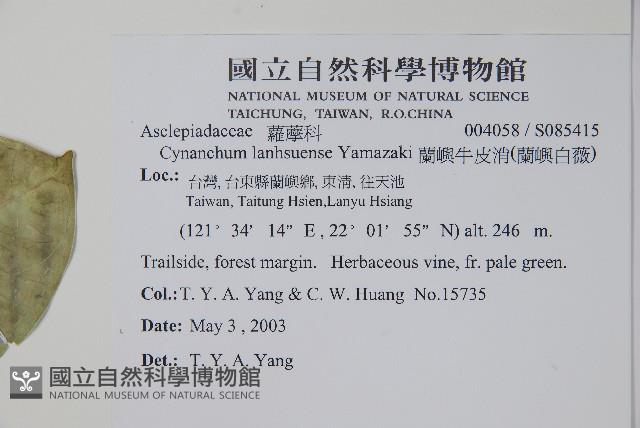 國立自然科學博物館
NATIONAL MUSEUM OF NATURAL SCIENCE
TAICHUNG, TAIWAN, R.O.CHINA
Asclepiadaceae 蘿藦科 004058 / S085415
Cynanchum lanhsuense Yamazaki 蘭嶼牛皮消(蘭嶼白薇)
Loc.: 台灣, 台東縣蘭嶼鄉, 東清, 往天池
Taiwan, Taitung Hsien,Lanyu Hsiang
(121° 34' 14" E , 22° 01' 55" N) alt. 246 m.
Trailside, forest margin. Herbaceous vine, fr. pale green.
Col.: T. Y. A. Yang & C. W. Huang No.15735
Date: May 3 , 2003
Det.: T. Y. A. Yang
國立自然科學博物館
NATIONAL MUSEUM OF NATURAL SCIENCE